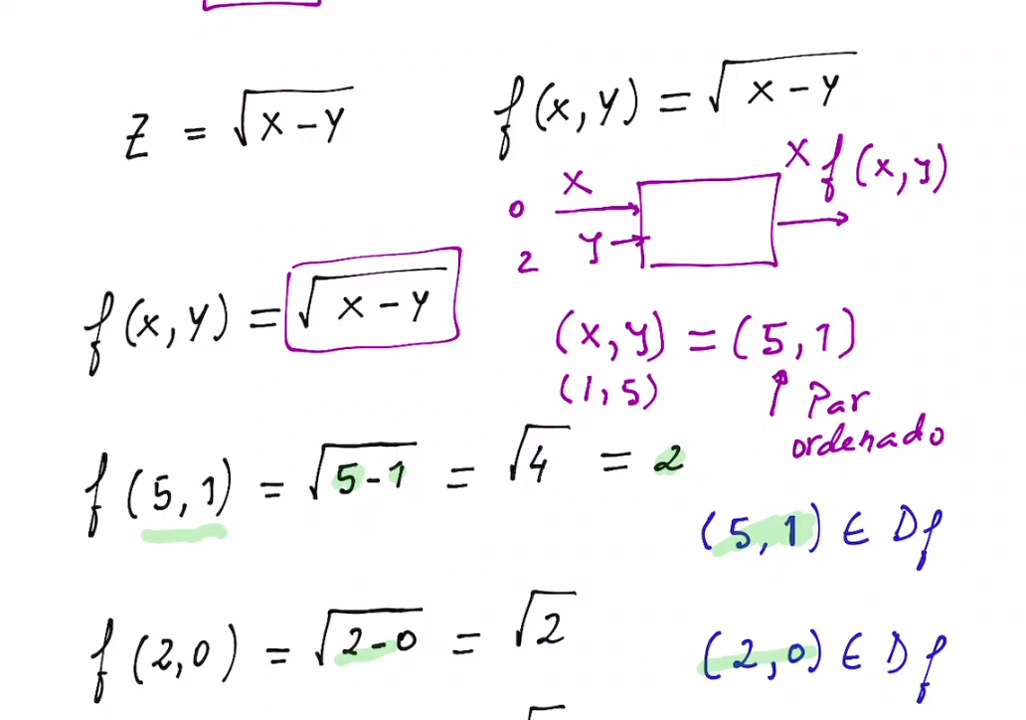 z = √x-y
f(x,y) = √x-y
x
x f(x,y)
0
y
2
f(x,y) = √x-y
(x,y) = (5,1)
(1,5)
Par
ordenado
f(5,1) = √5-1 = √4 = 2
(5,1) ∈ Df
f(2,0) = √2-0 = √2
(2,0) ∈ Df